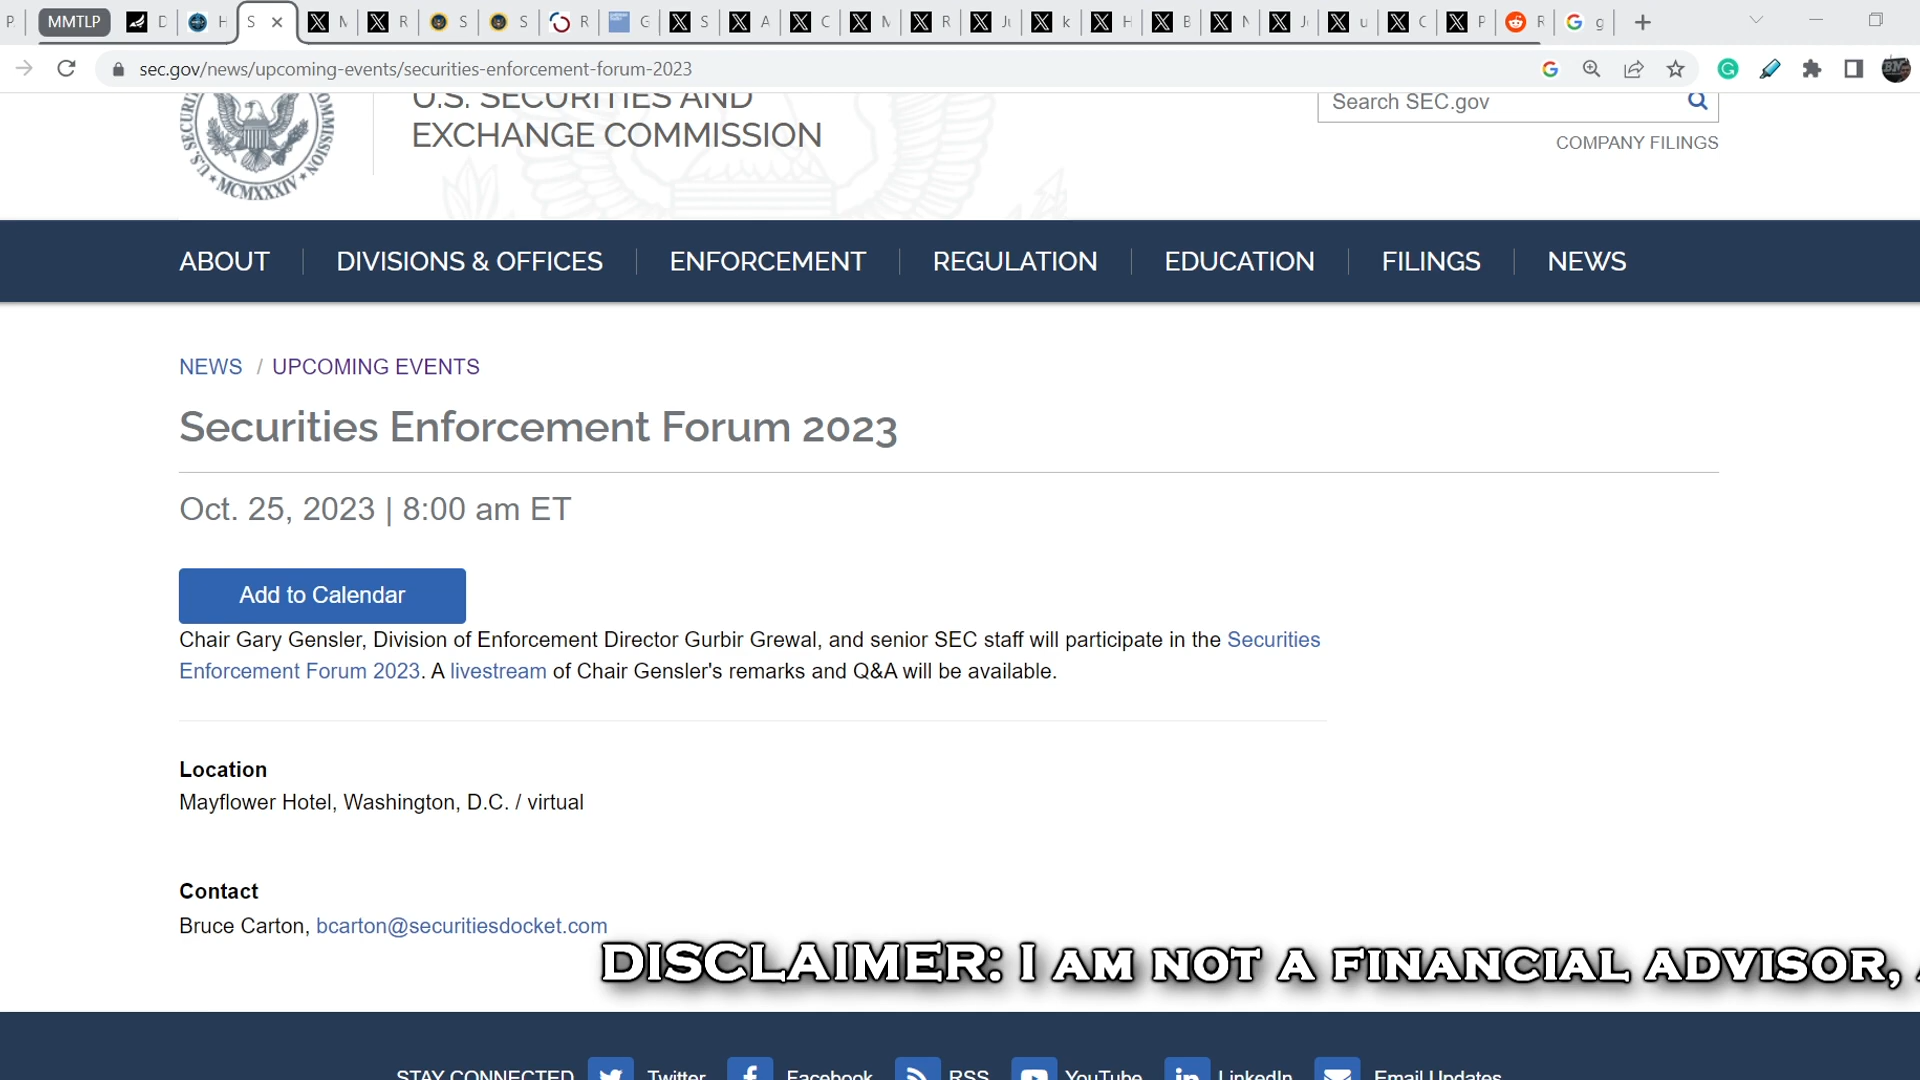 MMTLP
sec.gov/news/upcoming-events/securities-enforcement-forum-2023
U.S. SECURITIES AND
EXCHANGE COMMISSION
MCMXXXIV
Search SEC.gov
COMPANY FILINGS
ABOUT
DIVISIONS & OFFICES
ENFORCEMENT
REGULATION
EDUCATION
FILINGS
NEWS
NEWS / UPCOMING EVENTS
Securities Enforcement Forum 2023
Oct. 25, 2023 | 8:00 am ET
Add to Calendar
Chair Gary Gensler, Division of Enforcement Director Gurbir Grewal, and senior SEC staff will participate in the Securities
Enforcement Forum 2023. A livestream of Chair Gensler's remarks and Q&A will be available.
Location
Mayflower Hotel, Washington, D.C. / virtual
Contact
Bruce Carton, bcarton@securitiesdocket.com
DISCLAIMER: I AM NOT A FINANCIAL ADVISOR,
STAY CONNECTED
Twitter
Facebook
RSS
YouTube
LinkedIn
Email Updates